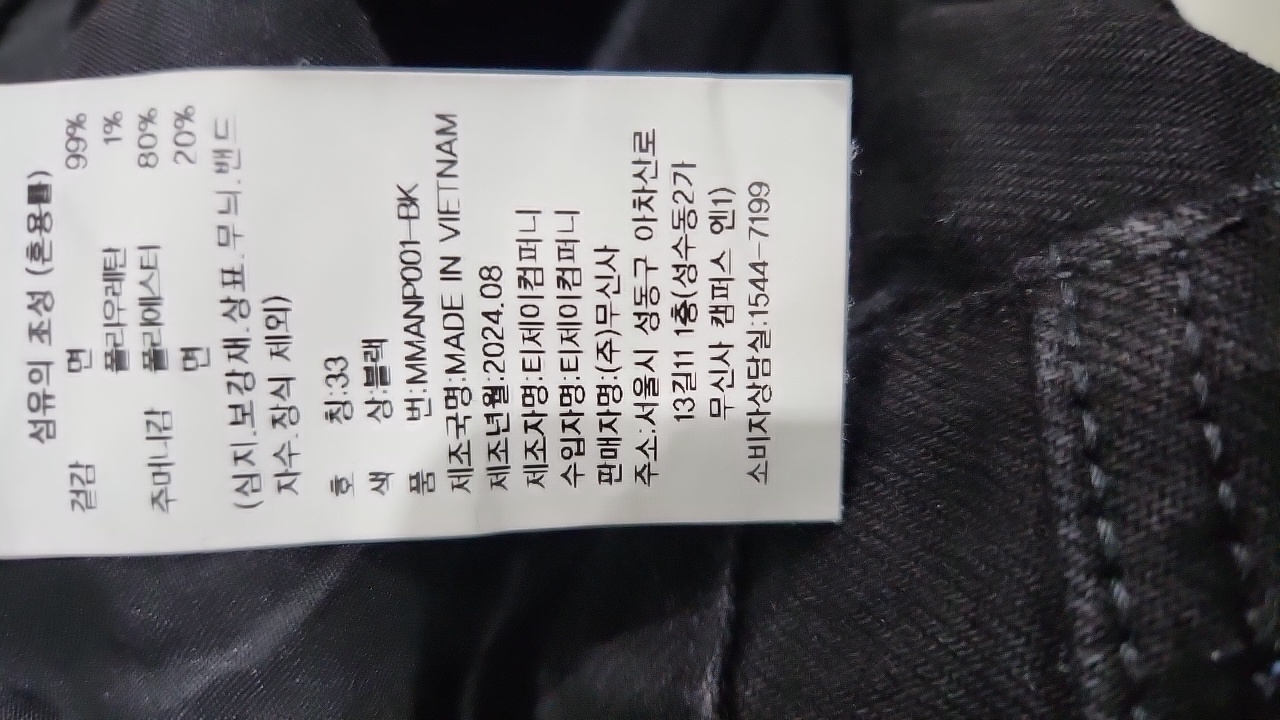 섬유의 조성 (혼용률)
겉감 면 99%
폴리우레탄 1%
주머니감 폴리에스터 80%
면 20%
(심지.보강재.상표.무늬.밴드
자수.장식 제외)
호 칭:33
색 상:블랙
품 번:MMANP001-BK
제조국명:MADE IN VIETNAM
제조년월:2024.08
제조자명:티제이컴퍼니
수입자명:티제이컴퍼니
판매자명:(주)무신사
주소:서울시 성동구 아차산로
13길11 1층(성수동2가
무신사 캠퍼스 엔1)
소비자상담실:1544-7199